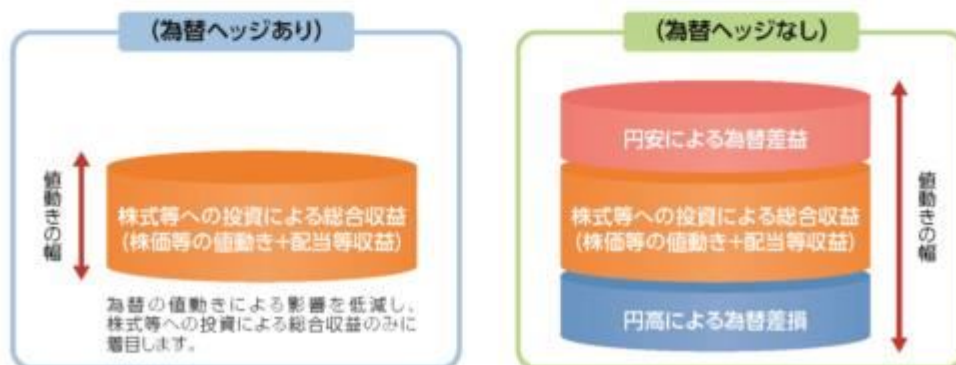 (為替ヘッジあり)
値動きの幅
株式等への投資による総合収益
(株価等の値動き+配当等収益)
為替の値動きによる影響を低減し、
株式等への投資による総合収益のみに
着目します。
(為替ヘッジなし)
円安による為替差益
株式等への投資による総合収益
(株価等の値動き+配当等収益)
円高による為替差損
値動きの幅